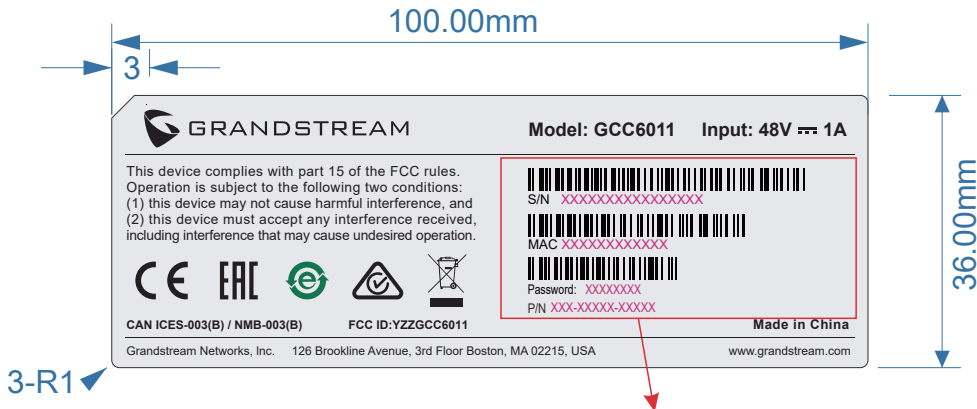 100.00mm
3
GRANDSTREAM
Model: GCC6011 Input: 48V ⎓ 1A
This device complies with part 15 of the FCC rules.
Operation is subject to the following two conditions:
(1) this device may not cause harmful interference, and
(2) this device must accept any interference received,
including interference that may cause undesired operation.
S/N XXXXXXXXXXXXXXXX
MAC XXXXXXXXXXXX
Password: XXXXXXXX
P/N XXX-XXXXX-XXXXX
CE EAC e
CAN ICES-003(B) / NMB-003(B) FCC ID:YZZGCC6011 Made in China
Grandstream Networks, Inc. 126 Brookline Avenue, 3rd Floor Boston, MA 02215, USA www.grandstream.com
36.00mm
3-R1